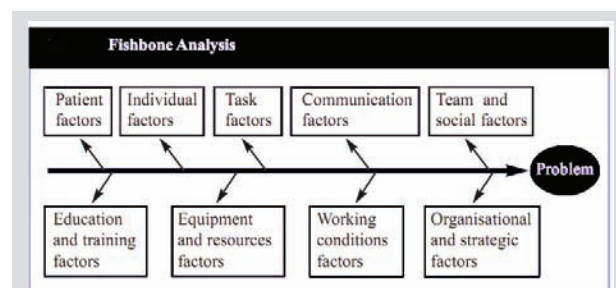 Fishbone Analysis
Patient
factors
Individual
factors
Task
factors
Communication
factors
Team and
social factors
Problem
Education
and training
factors
Equipment
and resources
factors
Working
conditions
factors
Organisational
and strategic
factors